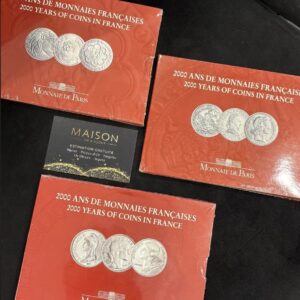 2000 ANS DE MONNAIES FRANÇAISES
2000 YEARS OF COINS IN FRANCE
MONNAIE DE PARIS
2000 ANS DE MONNAIES FRANÇAISES
2000 YEARS OF COINS IN FRANCE
MONNAIE DE PARIS
MAISON
ESTIMATION GRATUITE
2000 ANS DE MONNAIES FRANÇAISES
2000 YEARS OF COINS IN FRANCE